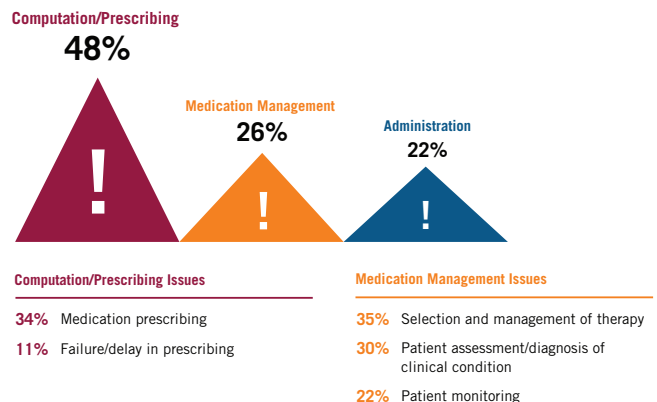 Computation/Prescribing
48%
Medication Management
26%
Administration
22%
!
!
!
Computation/Prescribing Issues
34% Medication prescribing
11% Failure/delay in prescribing
Medication Management Issues
35% Selection and management of therapy
30% Patient assessment/diagnosis of
clinical condition
22% Patient monitoring